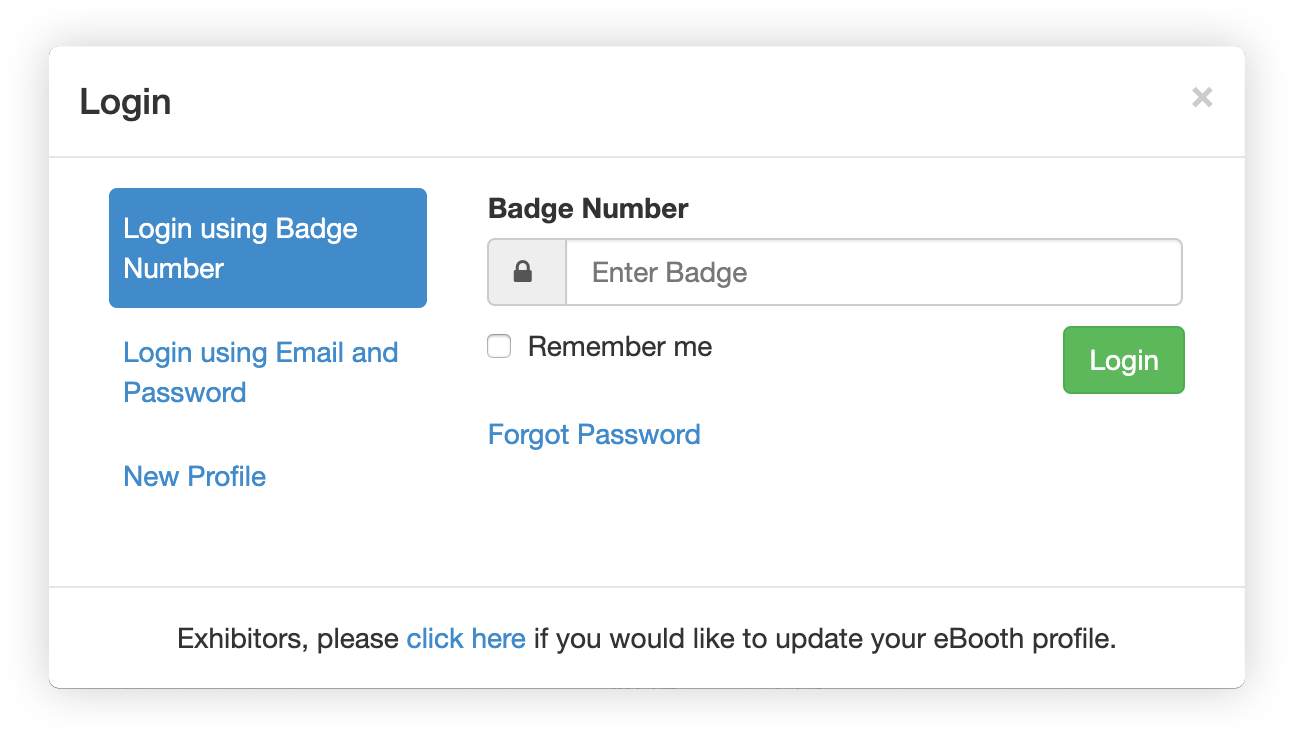 Login
×
Login using Badge
Number
Login using Email and
Password
New Profile
Badge Number
Enter Badge
Remember me
Login
Forgot Password
Exhibitors, please click here if you would like to update your eBooth profile.